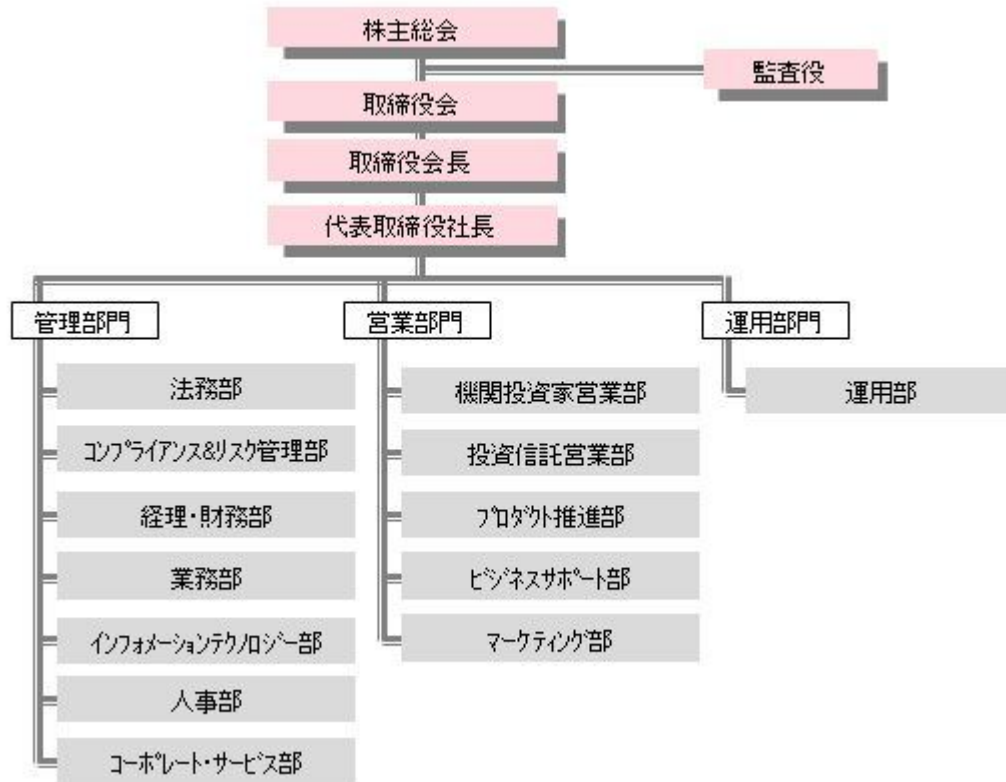 株主総会
監査役
取締役会
取締役会長
代表取締役社長
管理部門
営業部門
運用部門
法務部
コンプライアンス&リスク管理部
経理・財務部
業務部
インフォメーションテクノロジー部
人事部
コーポレート・サービス部
機関投資家営業部
投資信託営業部
プロダクト推進部
ビジネスサポート部
マーケティング部
運用部